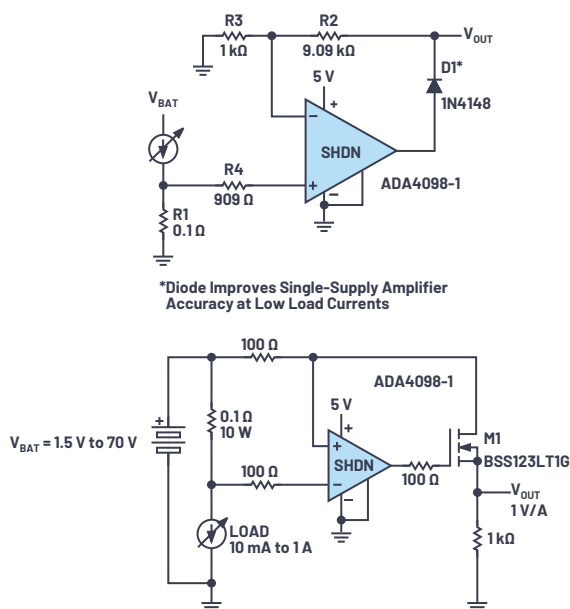 R3
1 kΩ
R2
9.09 kΩ
VOUT
D1*
1N4148
5 V
+
VBAT
−
SHDN
ADA4098-1
R4
909 Ω
+
−
R1
0.1 Ω
*Diode Improves Single-Supply Amplifier
Accuracy at Low Load Currents
100 Ω
ADA4098-1
5 V
+
+
0.1 Ω
10 W
VBAT = 1.5 V to 70 V
+
SHDN
M1
BSS123LT1G
100 Ω
−
100 Ω
−
VOUT
1 V/A
LOAD
10 mA to 1 A
1 kΩ